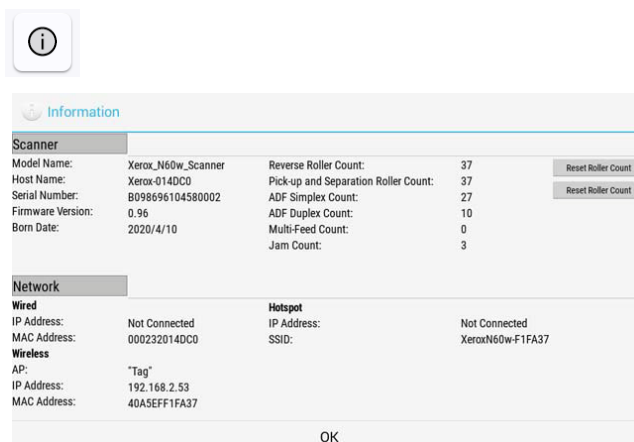 Information
Scanner
Model Name: Xerox_N60w_Scanner Reverse Roller Count: 37 Reset Roller Count
Host Name: Xerox-014DC0 Pick-up and Separation Roller Count: 37 Reset Roller Count
Serial Number: B098696104580002 ADF Simplex Count: 27
Firmware Version: 0.96 ADF Duplex Count: 10
Born Date: 2020/4/10 Multi-Feed Count: 0
Jam Count: 3
Network
Wired Hotspot
IP Address: Not Connected IP Address: Not Connected
MAC Address: 000232014DC0 SSID: XeroxN60w-F1FA37
Wireless
AP: "Tag"
IP Address: 192.168.2.53
MAC Address: 40A5EFF1FA37
OK